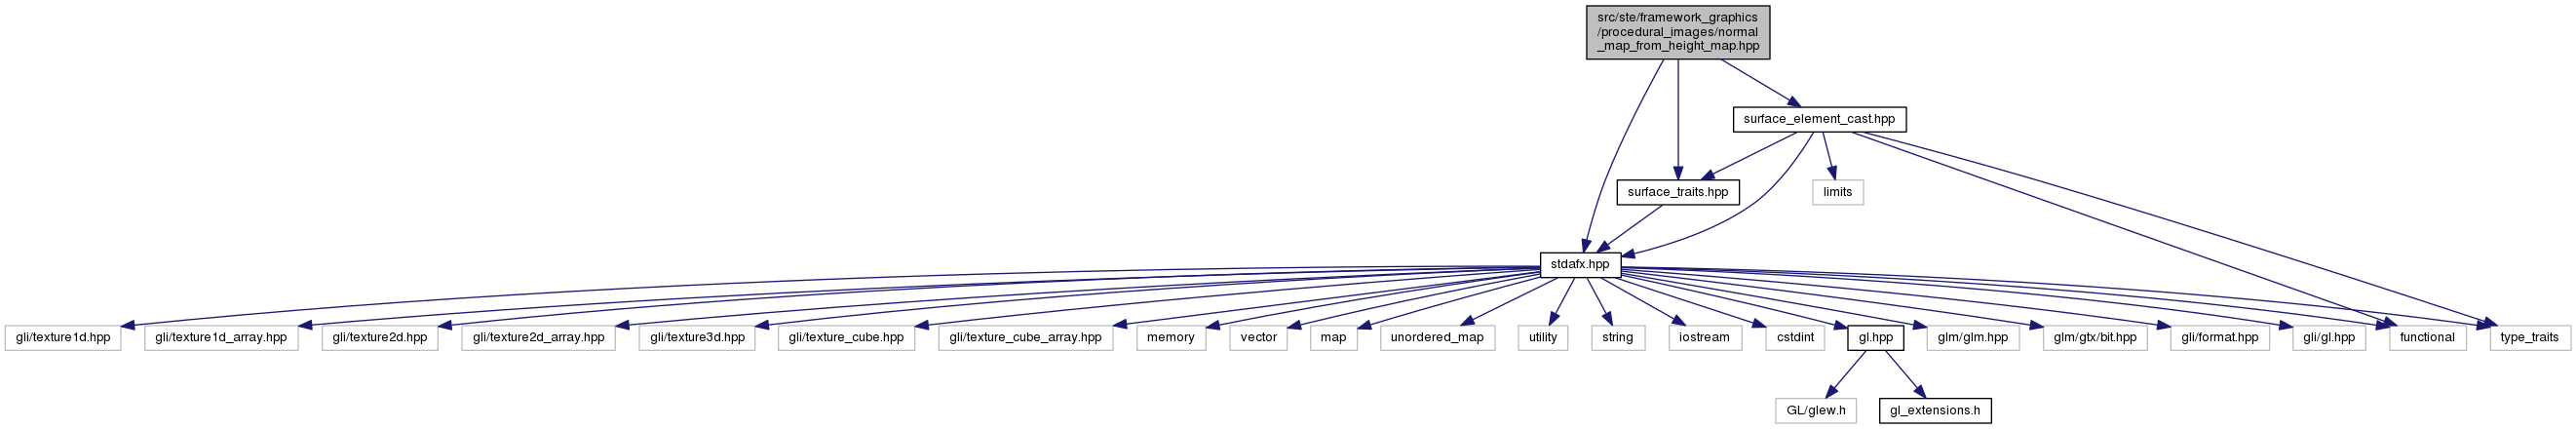 src/ste/framework_graphics
/procedural_images/normal
_map_from_height_map.hpp
surface_element_cast.hpp
surface_traits.hpp
limits
stdafx.hpp
gli/texture1d.hpp
gli/texture1d_array.hpp
gli/texture2d.hpp
gli/texture2d_array.hpp
gli/texture3d.hpp
gli/texture_cube.hpp
gli/texture_cube_array.hpp
memory
vector
map
unordered_map
utility
string
iostream
cstdint
gl.hpp
glm/glm.hpp
glm/gtx/bit.hpp
gli/format.hpp
gli/gl.hpp
functional
type_traits
GL/glew.h
gl_extensions.h